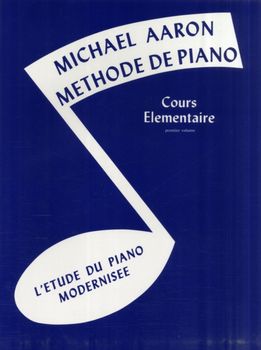 MICHAEL AARON
METHODE DE PIANO
Cours
Elementaire
premier volume
L'ETUDE DU PIANO
MODERNISEE